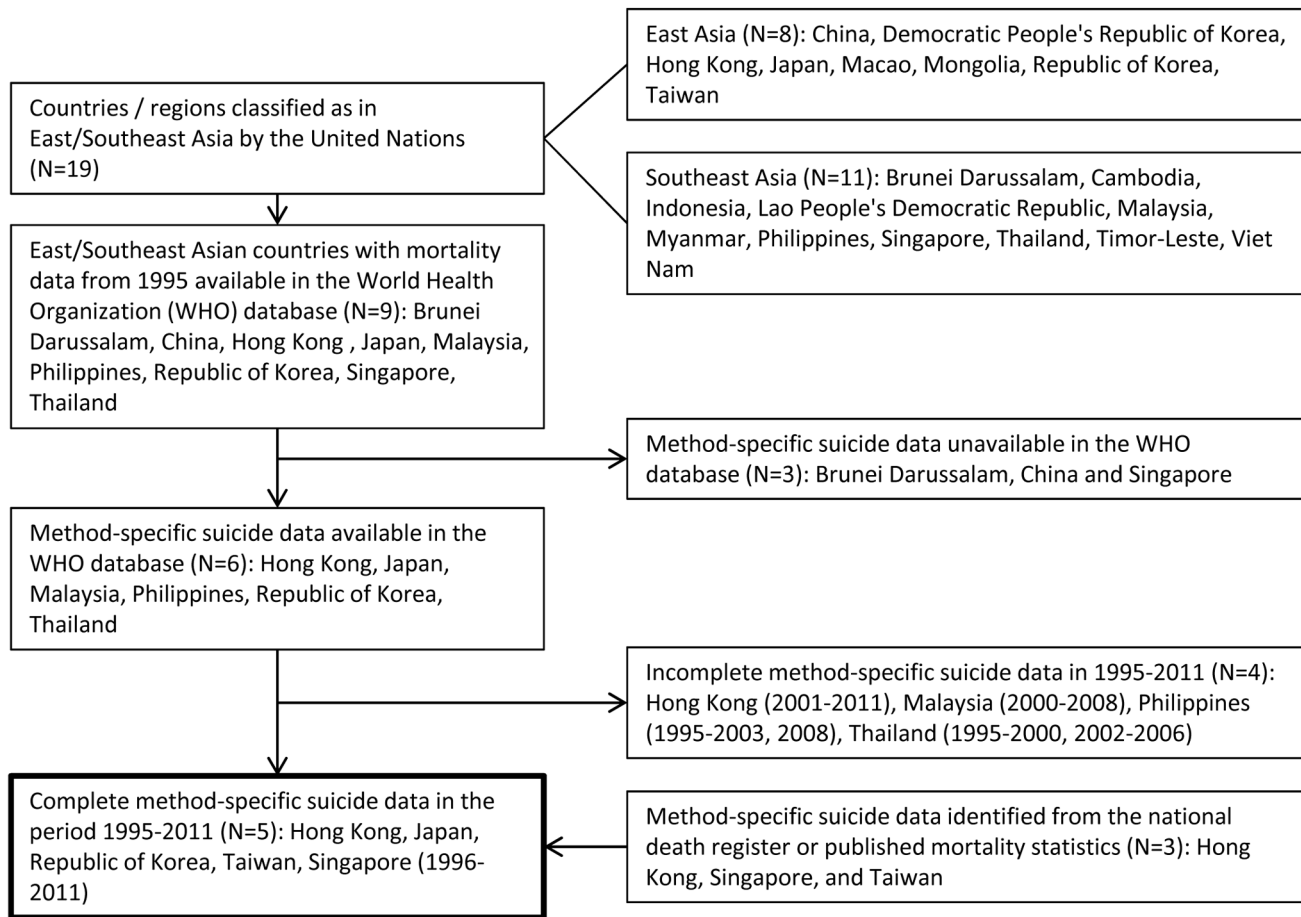 East Asia (N=8): China, Democratic People's Republic of Korea,
Hong Kong, Japan, Macao, Mongolia, Republic of Korea,
Taiwan
Countries / regions classified as in
East/Southeast Asia by the United Nations
(N=19)
Southeast Asia (N=11): Brunei Darussalam, Cambodia,
Indonesia, Lao People's Democratic Republic, Malaysia,
Myanmar, Philippines, Singapore, Thailand, Timor-Leste, Viet
Nam
East/Southeast Asian countries with mortality
data from 1995 available in the World Health
Organization (WHO) database (N=9): Brunei
Darussalam, China, Hong Kong , Japan, Malaysia,
Philippines, Republic of Korea, Singapore,
Thailand
Method-specific suicide data unavailable in the WHO
database (N=3): Brunei Darussalam, China and Singapore
Method-specific suicide data available in the
WHO database (N=6): Hong Kong, Japan,
Malaysia, Philippines, Republic of Korea,
Thailand
Incomplete method-specific suicide data in 1995-2011 (N=4):
Hong Kong (2001-2011), Malaysia (2000-2008), Philippines
(1995-2003, 2008), Thailand (1995-2000, 2002-2006)
Complete method-specific suicide data in the
period 1995-2011 (N=5): Hong Kong, Japan,
Republic of Korea, Taiwan, Singapore (1996-
2011)
Method-specific suicide data identified from the national
death register or published mortality statistics (N=3): Hong
Kong, Singapore, and Taiwan